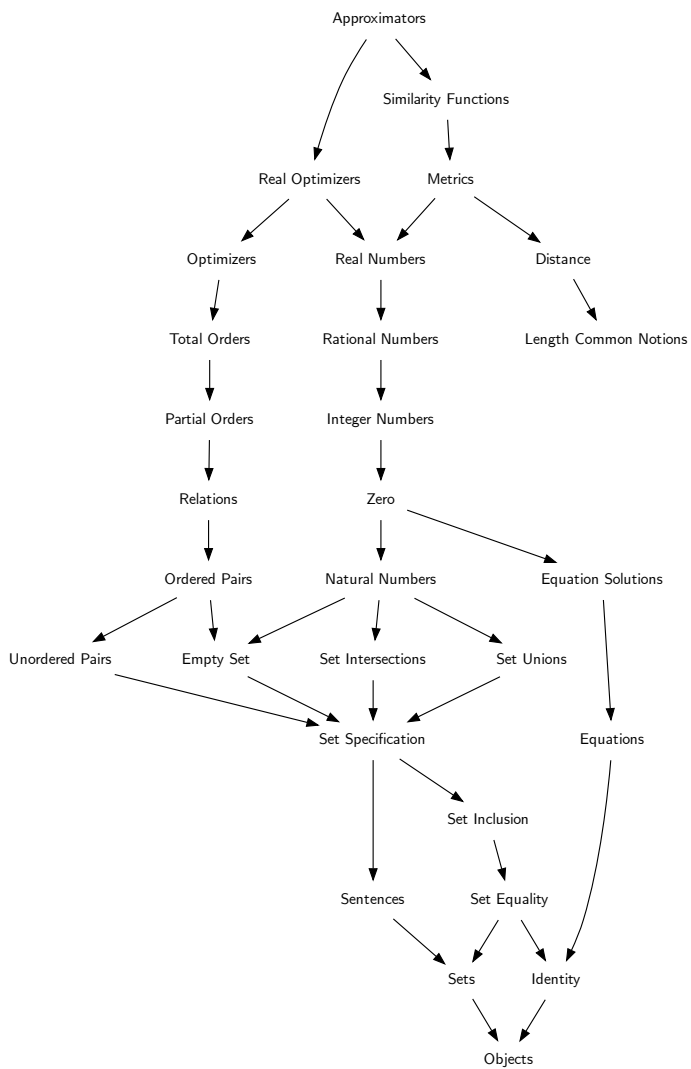 Approximators
Similarity Functions
Real Optimizers
Metrics
Optimizers
Real Numbers
Distance
Total Orders
Rational Numbers
Length Common Notions
Partial Orders
Integer Numbers
Relations
Zero
Ordered Pairs
Natural Numbers
Equation Solutions
Unordered Pairs
Empty Set
Set Intersections
Set Unions
Set Specification
Equations
Set Inclusion
Sentences
Set Equality
Sets
Identity
Objects